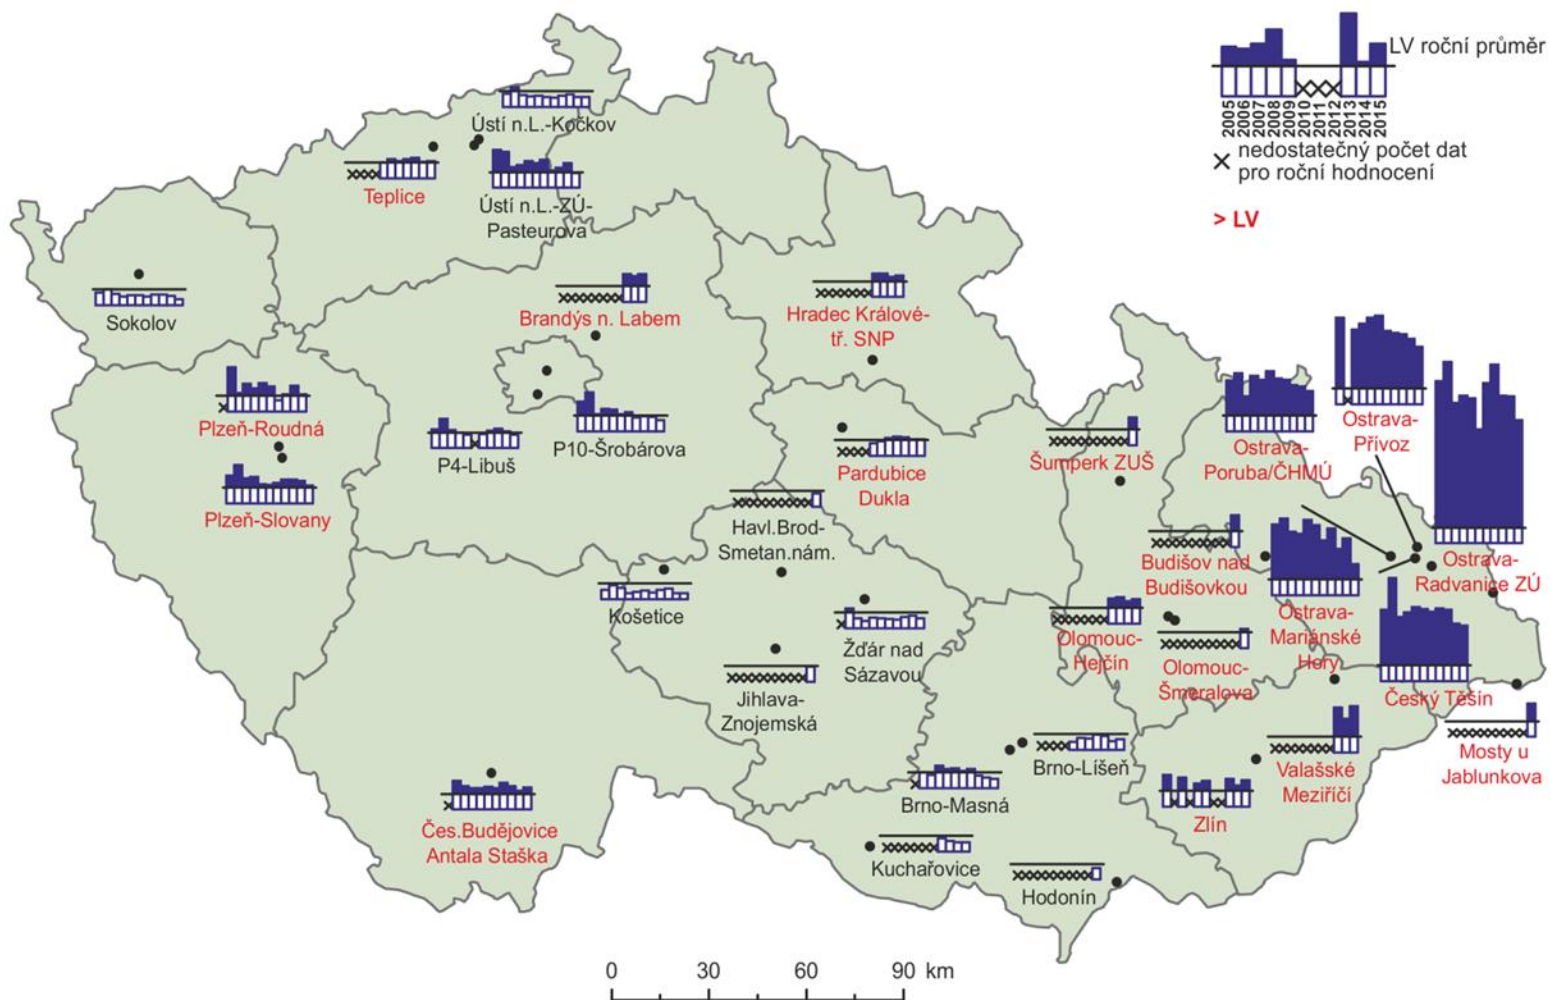 LV roční průměr
2005
2006
2007
2008
2009
2010
2011
2012
2013
2014
2015
nedostatečný počet dat
pro roční hodnocení
> LV
Ústí n.L.-Kočkov
Teplice
Ústí n.L.-ZÚ-
Pasteurova
Sokolov
Brandýs n. Labem
Hradec Králové-
tř. SNP
Plzeň-Roudná
P4-Libuš
P10-Šrobárova
Plzeň-Slovany
Pardubice
Dukla
Havl.Brod-
Smetan.nám.
Šumperk ZUŠ
Ostrava-
Poruba/ČHMÚ
Ostrava-
Přívoz
Budišov nad
Budišovkou
Ostrava-
Radvanice ZÚ
Košetice
Žďár nad
Sázavou
Olomouc-
Hejčín
Olomouc-
Šmeralova
Ostrava-
Mariánské
Hory
Český Těšín
Jihlava-
Znojemská
Mosty u
Jablunkova
Brno-Líšeň
Brno-Masná
Valašské
Meziříčí
Zlín
Čes.Budějovice
Antala Staška
Kuchařovice
Hodonín
0 30 60 90 km